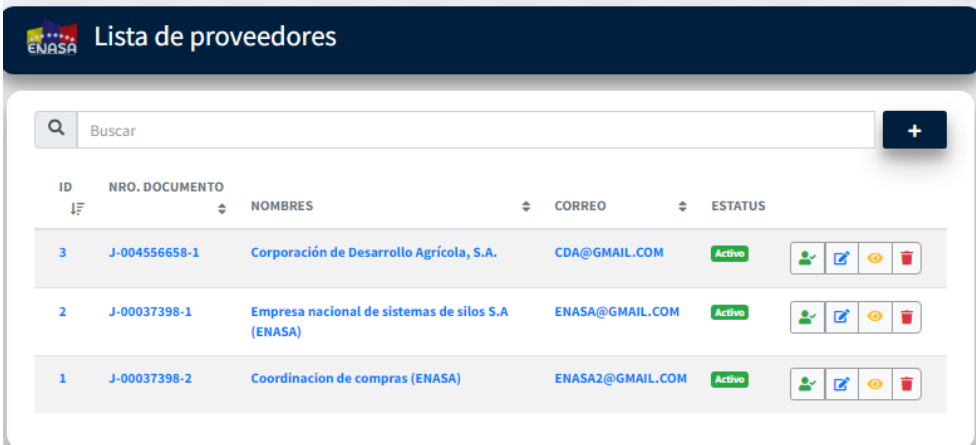 ENASA Lista de proveedores
Buscar
+
ID NRO. DOCUMENTO NOMBRES CORREO ESTATUS
3 J-004556658-1 Corporación de Desarrollo Agrícola, S.A. CDA@GMAIL.COM Activo
2 J-00037398-1 Empresa nacional de sistemas de silos S.A ENASA@GMAIL.COM Activo
(ENASA)
1 J-00037398-2 Coordinacion de compras (ENASA) ENASA2@GMAIL.COM Activo